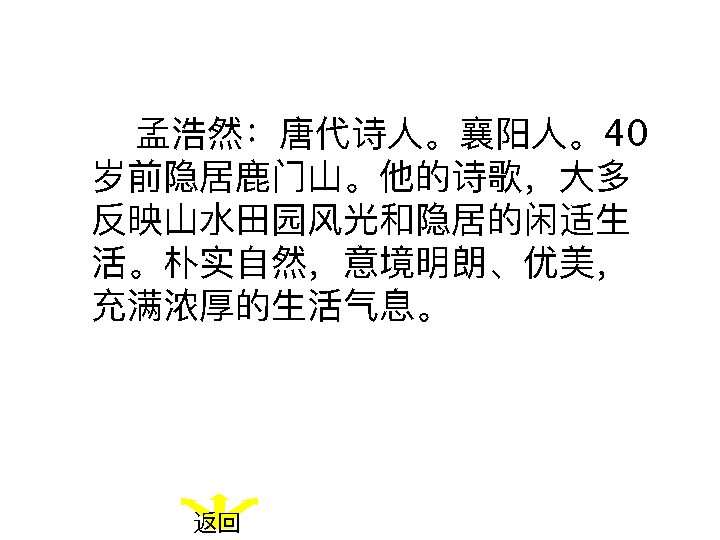 孟浩然：唐代诗人。襄阳人。40
岁前隐居鹿门山。他的诗歌，大多
反映山水田园风光和隐居的闲适生
活。朴实自然，意境明朗、优美，
充满浓厚的生活气息。
返回